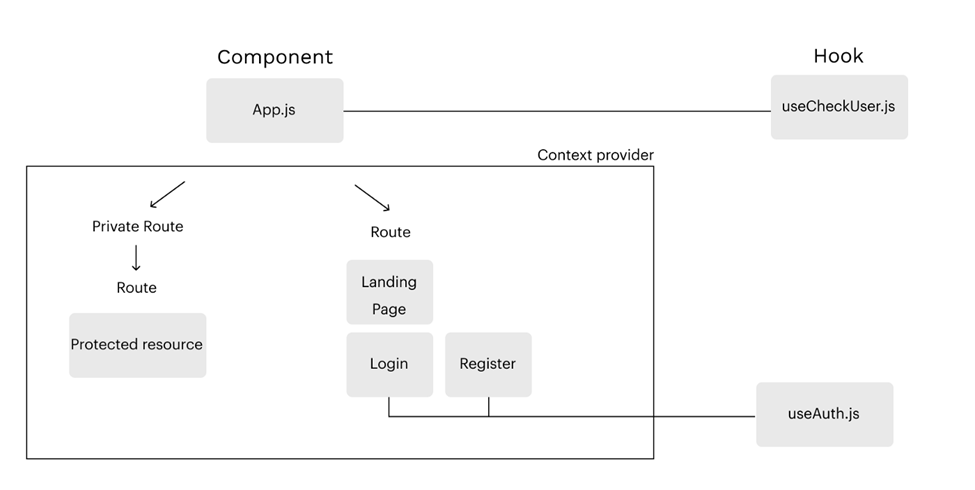 Component
Hook
App.js
useCheckUser.js
Context provider
Private Route
Route
Route
Landing
Page
Protected resource
Login
Register
useAuth.js